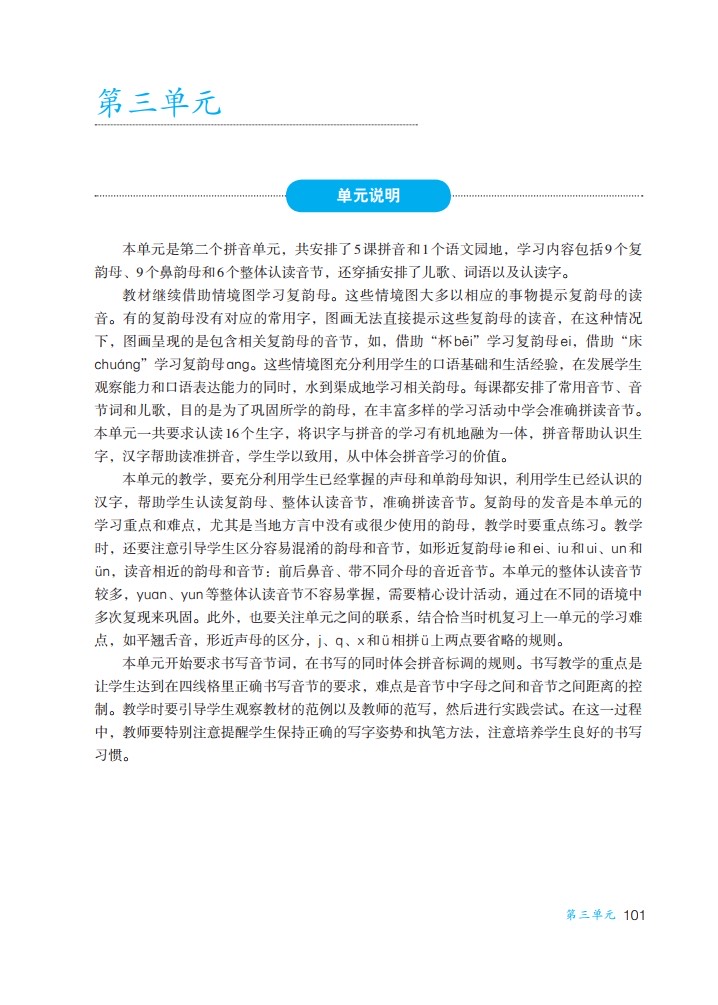 第三单元
单元说明
本单元是第二个拼音单元，共安排了5课拼音和1个语文园地，学习内容包括9个复
韵母、9个鼻韵母和6个整体认读音节，还穿插安排了儿歌、词语以及认读字。
教材继续借助情境图学习复韵母。这些情境图大多以相应的事物提示复韵母的读
音。有的复韵母没有对应的常用字，图画无法直接提示这些复韵母的读音，在这种情况
下，图画呈现的是包含相关复韵母的音节，如，借助“杯bēi”学习复韵母ei，借助“床
chuáng”学习复韵母ang。这些情境图充分利用学生的口语基础和生活经验，在发展学生
观察能力和口语表达能力的同时，水到渠成地学习相关韵母。每课都安排了常用音节、音
节词和儿歌，目的是为了巩固所学的韵母，在丰富多样的学习活动中学会准确拼读音节。
本单元一共要求认读16个生字，将识字与拼音的学习有机地融为一体，拼音帮助认识生
字，汉字帮助读准拼音，学生学以致用，从中体会拼音学习的价值。
本单元的教学，要充分利用学生已经掌握的声母和单韵母知识，利用学生已经认识的
汉字，帮助学生认读复韵母、整体认读音节，准确拼读音节。复韵母的发音是本单元的
学习重点和难点，尤其是当地方言中没有或很少使用的韵母，教学时要重点练习。教学
时，还要注意引导学生区分容易混淆的韵母和音节，如形近复韵母ie和ei、iu和ui、un和
ün，读音相近的韵母和音节：前后鼻音、带不同介母的音近音节。本单元的整体认读音节
较多，yuan、yun等整体认读音节不容易掌握，需要精心设计活动，通过在不同的语境中
多次复现来巩固。此外，也要关注单元之间的联系，结合恰当时机复习上一单元的学习难
点，如平翘舌音，形近声母的区分，j、q、x和ü相拼ü上两点要省略的规则。
本单元开始要求书写音节词，在书写的同时体会拼音标调的规则。书写教学的重点是
让学生达到在四线格里正确书写音节的要求，难点是音节中字母之间和音节之间距离的控
制。教学时要引导学生观察教材的范例以及教师的范写，然后进行实践尝试。在这一过程
中，教师要特别注意提醒学生保持正确的写字姿势和执笔方法，注意培养学生良好的书写
习惯。
第三单元 101